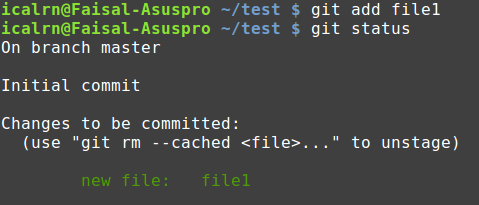 icalrn@Faisal-Asuspro ~/test $ git add file1
icalrn@Faisal-Asuspro ~/test $ git status
On branch master
Initial commit
Changes to be committed:
(use "git rm --cached <file>..." to unstage)
new file: file1